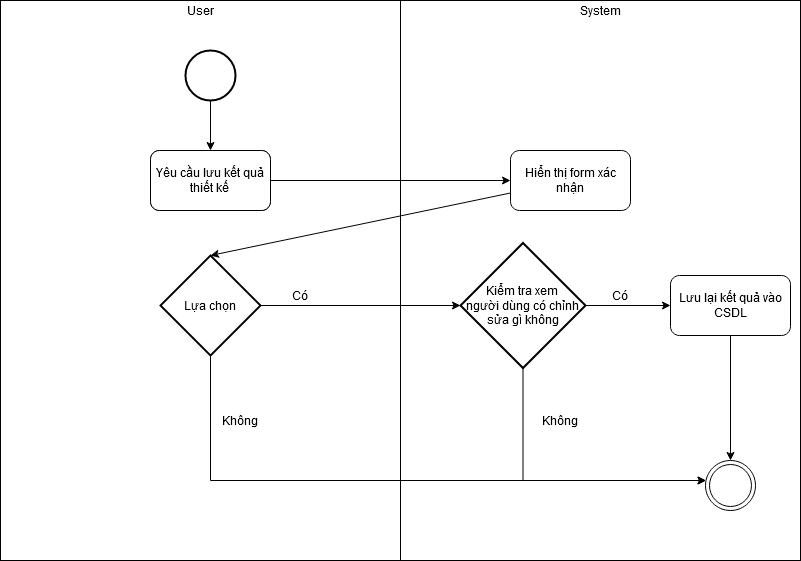 User
System
Yêu cầu lưu kết quả
thiết kế
Hiển thị form xác
nhận
Lựa chọn
Có
Kiểm tra xem
người dùng có chỉnh
sửa gì không
Có
Lưu lại kết quả vào
CSDL
Không
Không